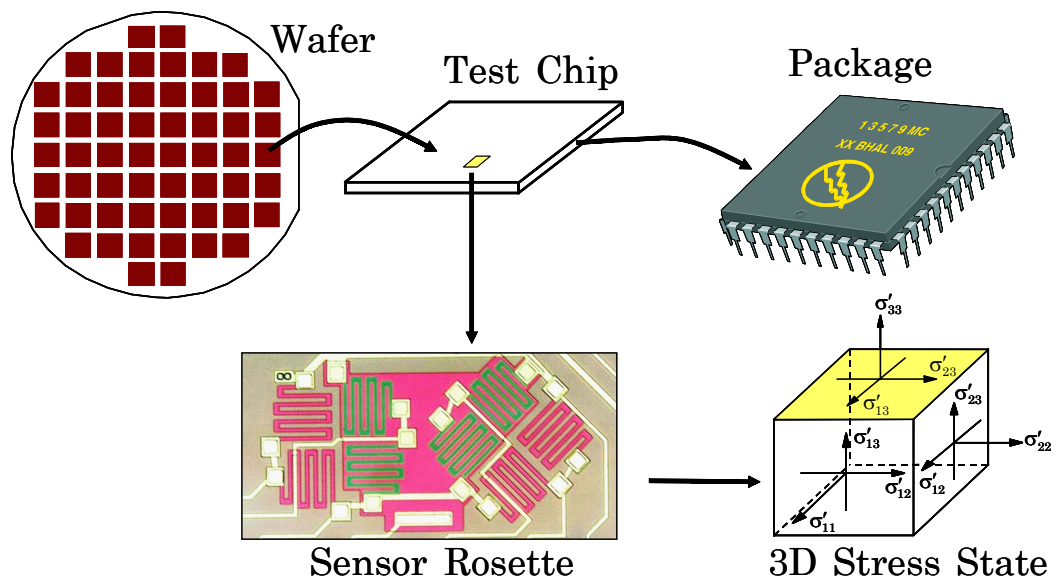 Wafer
Test Chip
Package
1 3 5 7 9 MC
XX BHAL 009
8
σ′33
σ′23
σ′13
σ′23
σ′13
σ′22
σ′12
σ′12
σ′11
Sensor Rosette
3D Stress State